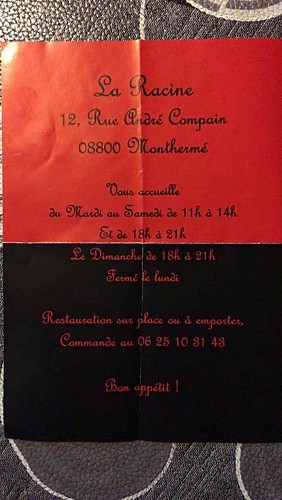 La Racine
12, Rue André Compain
08800 Monthermé
Vous accueille
du Mardi au Samedi de 11h à 14h
Et de 18h à 21h
Le Dimanche de 18h à 21h
Fermé le lundi
Restauration sur place ou à emporter,
Commande au 06 25 10 31 43
Bon appétit !